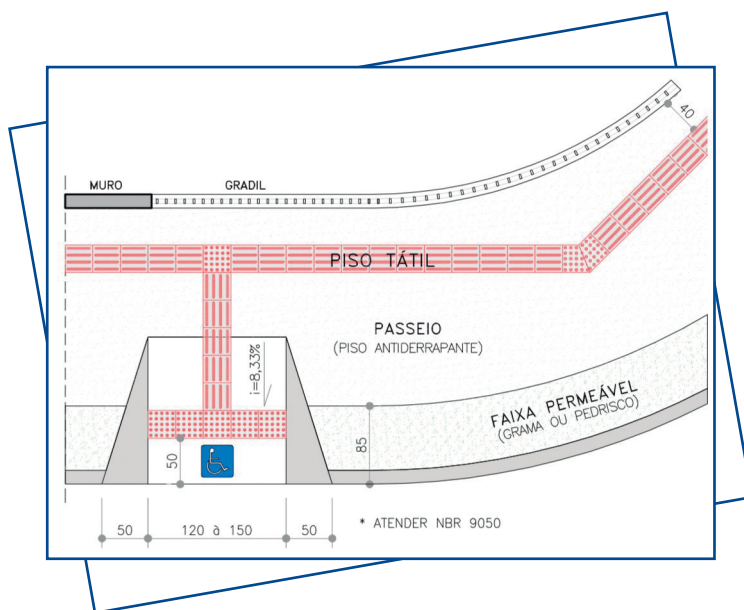 40
MURO
GRADIL
PISO TÁTIL
PASSEIO
(PISO ANTIDERRAPANTE)
i=8,33%
FAIXA PERMEÁVEL
(GRAMA OU PEDRISCO)
85
50
50
120 à 150
50
* ATENDER NBR 9050